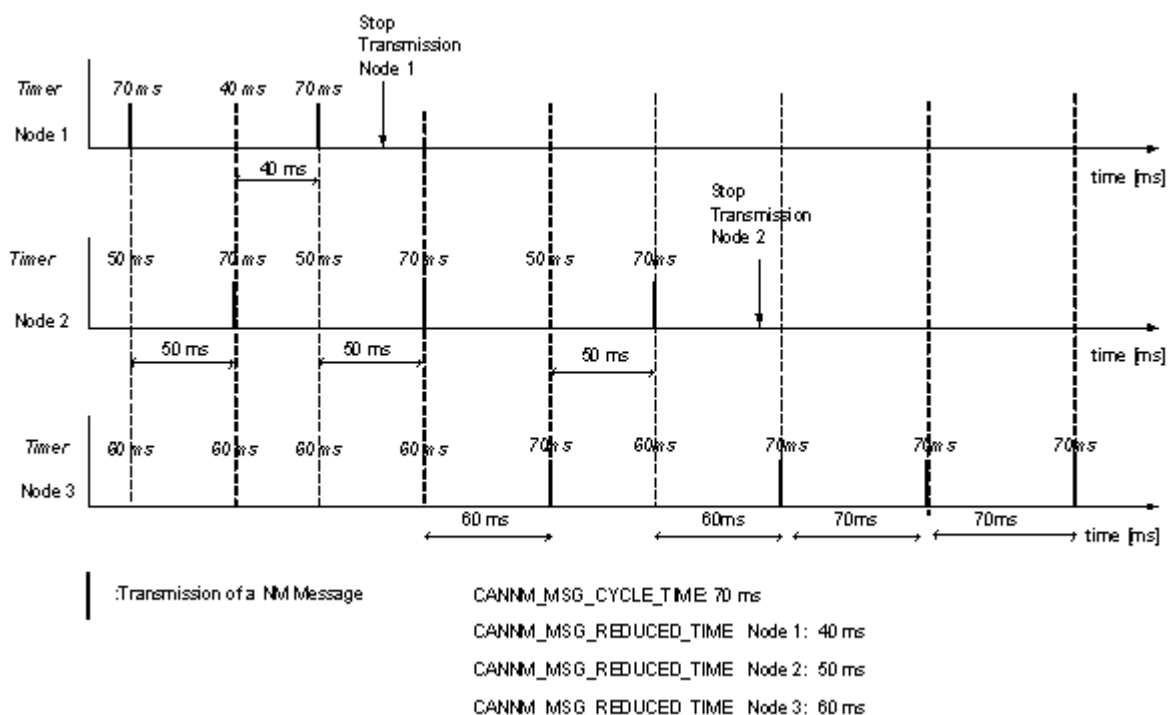 Stop
Transmission
Node 1
Timer 70 ms 40 ms 70 ms
Node 1
40 ms
time [ms]
Stop
Transmission
Node 2
Timer 50 ms 70 ms 50 ms 70 ms 50 ms 70 ms
Node 2
50 ms 50 ms 50 ms
time [ms]
Timer 60 ms 60 ms 60 ms 60 ms 70 ms 60 ms 70 ms 70 ms 70 ms
Node 3
60 ms 60ms 70ms 70ms
time [ms]
:Transmission of a NM Message
CANNM_MSG_CYCLE_TIME: 70 ms
CANNM_MSG_REDUCED_TIME Node 1: 40 ms
CANNM_MSG_REDUCED_TIME Node 2: 50 ms
CANNM_MSG_REDUCED_TIME Node 3: 60 ms